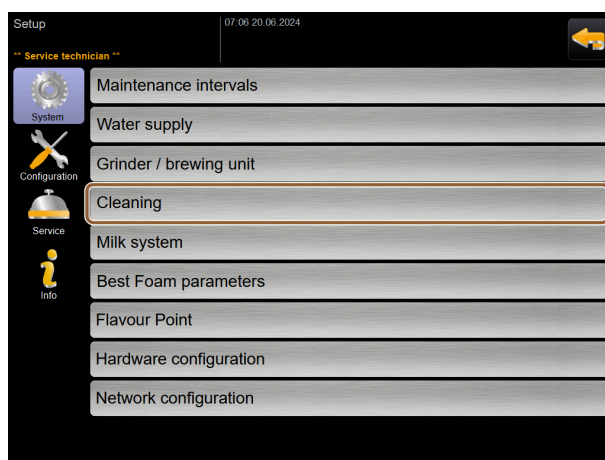 Setup
07:06 20.06.2024
** Service technician **
System
Configuration
Service
Info
Maintenance intervals
Water supply
Grinder / brewing unit
Cleaning
Milk system
Best Foam parameters
Flavour Point
Hardware configuration
Network configuration